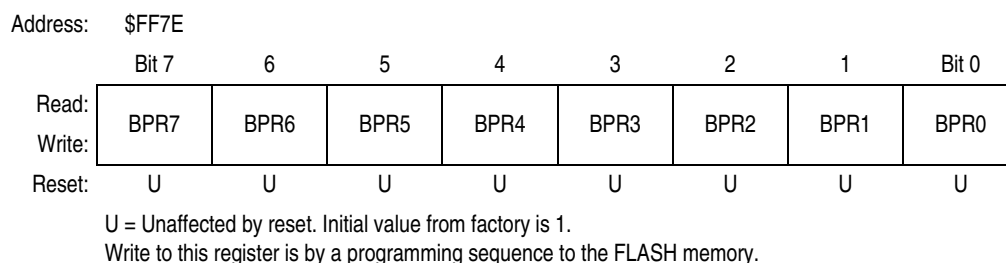 Address: $FF7E
Bit 7 6 5 4 3 2 1 Bit 0
Read:
BPR7 BPR6 BPR5 BPR4 BPR3 BPR2 BPR1 BPR0
Write:
Reset: U U U U U U U U
U = Unaffected by reset. Initial value from factory is 1.
Write to this register is by a programming sequence to the FLASH memory.